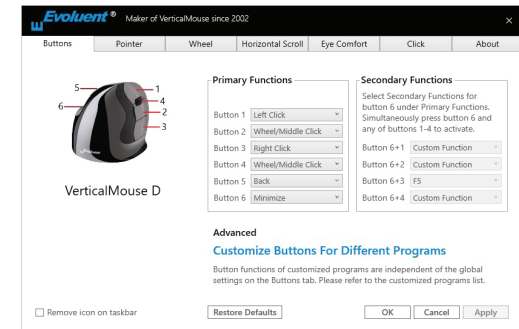 Evoluent ® Maker of VerticalMouse since 2002 ×
Buttons Pointer Wheel Horizontal Scroll Eye Comfort Click About
5 1
6 4
2
3
VerticalMouse D
Primary Functions
Button 1 Left Click
Button 2 Wheel/Middle Click
Button 3 Right Click
Button 4 Wheel/Middle Click
Button 5 Back
Button 6 Minimize
Secondary Functions
Select Secondary Functions for
button 6 under Primary Functions.
Simultaneously press button 6 and
any of buttons 1-4 to activate.
Button 6+1 Custom Function
Button 6+2 Custom Function
Button 6+3 F5
Button 6+4 Custom Function
Advanced
Customize Buttons For Different Programs
Button functions of customized programs are independent of the global
settings on the Buttons tab. Please refer to the customized programs list.
Remove icon on taskbar Restore Defaults OK Cancel Apply